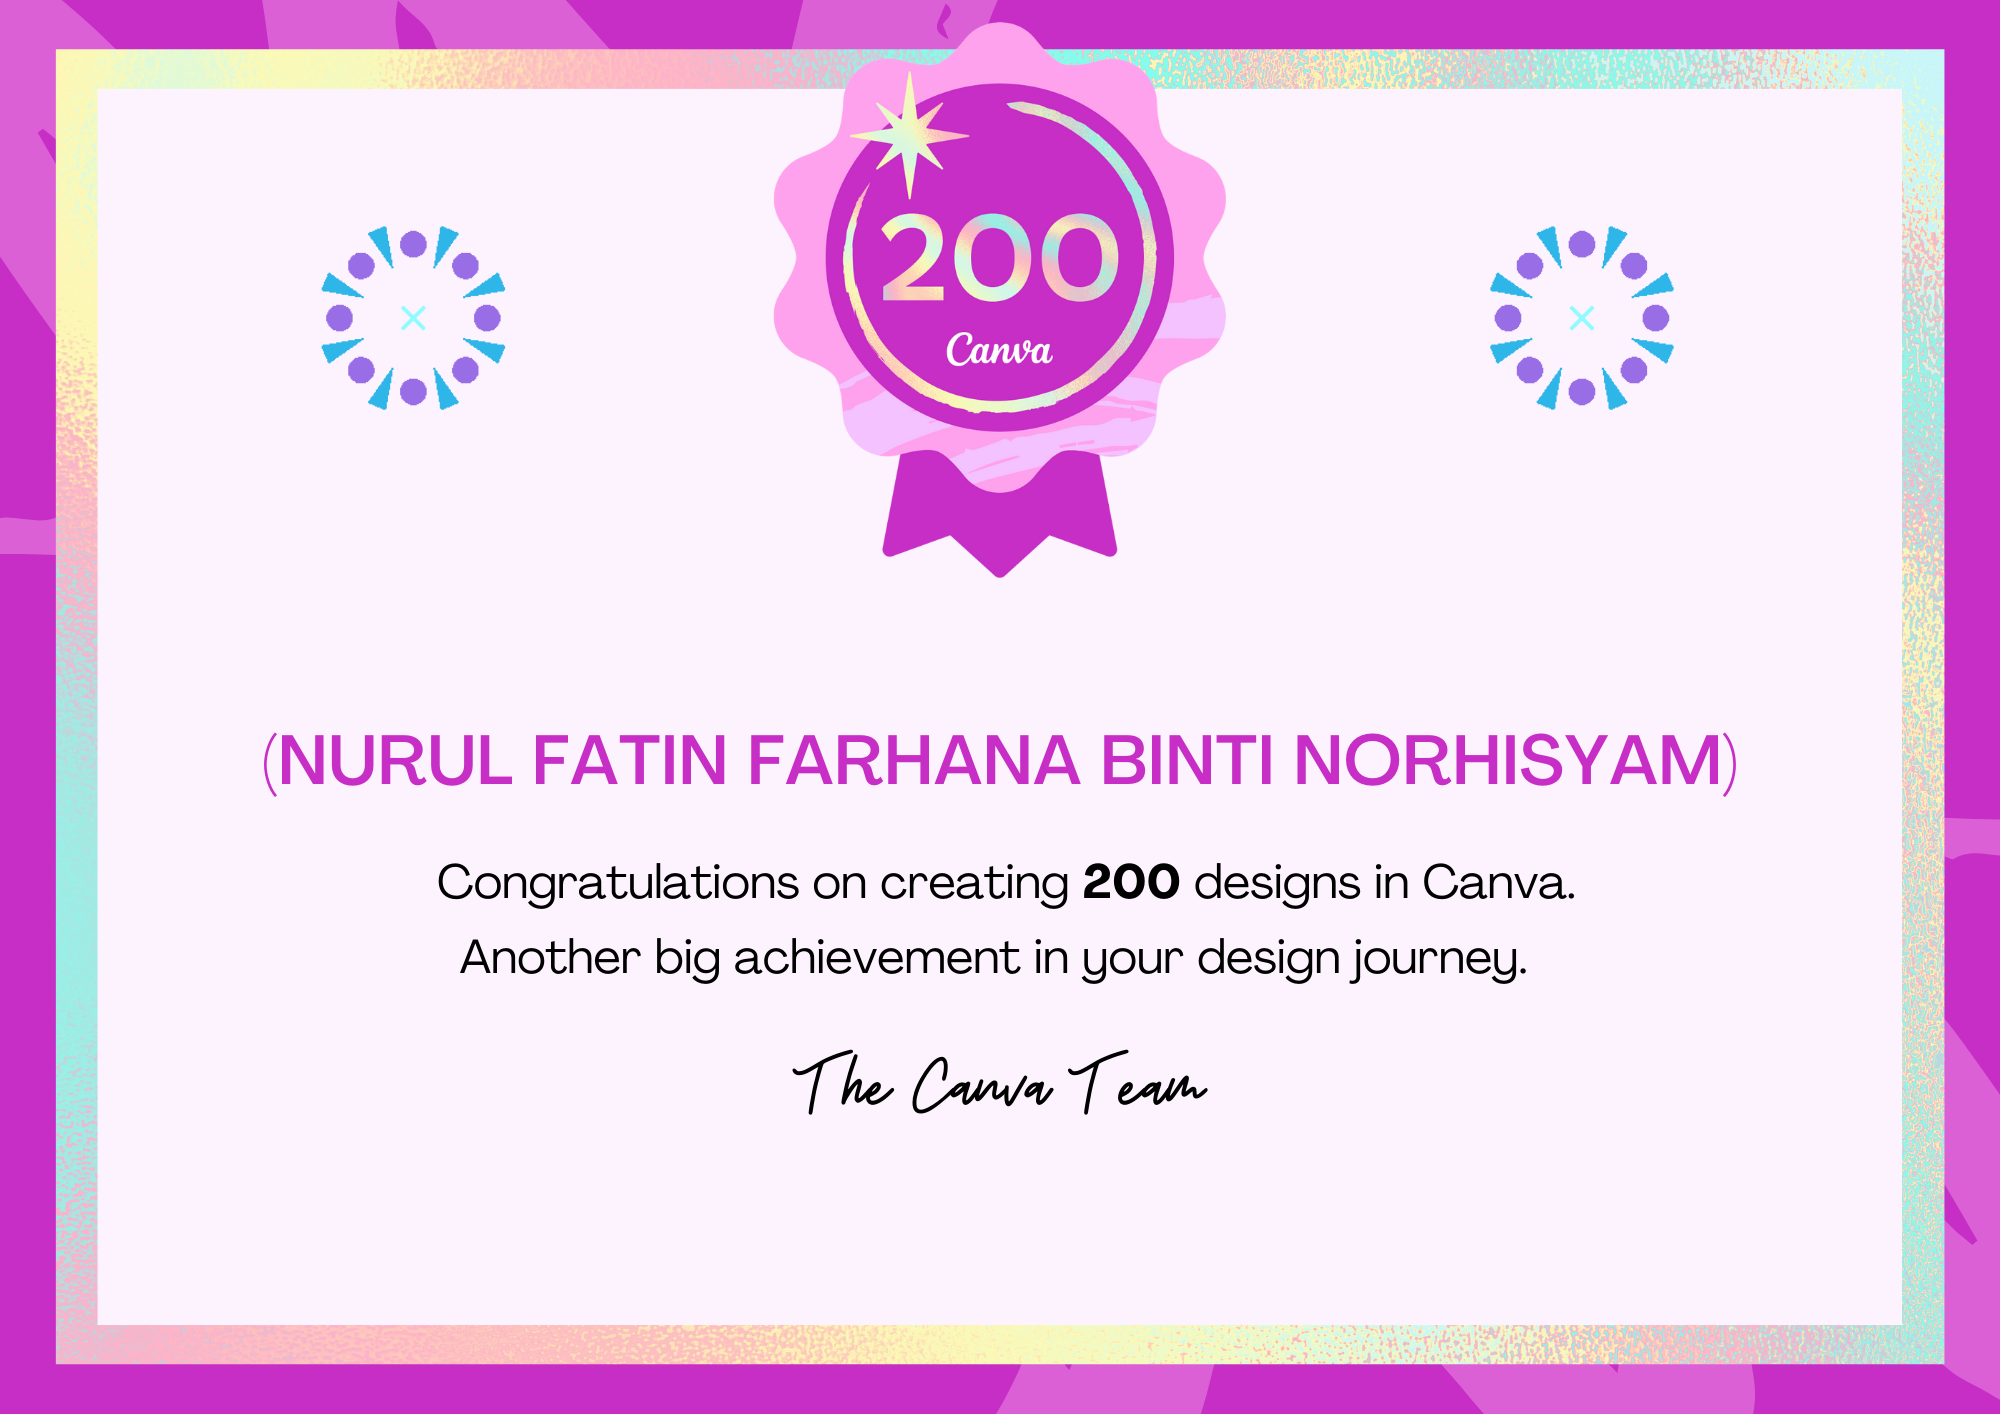 200
Canva
(NURUL FATIN FARHANA BINTI NORHISYAM)
Congratulations on creating 200 designs in Canva.
Another big achievement in your design journey.
The Canva Team